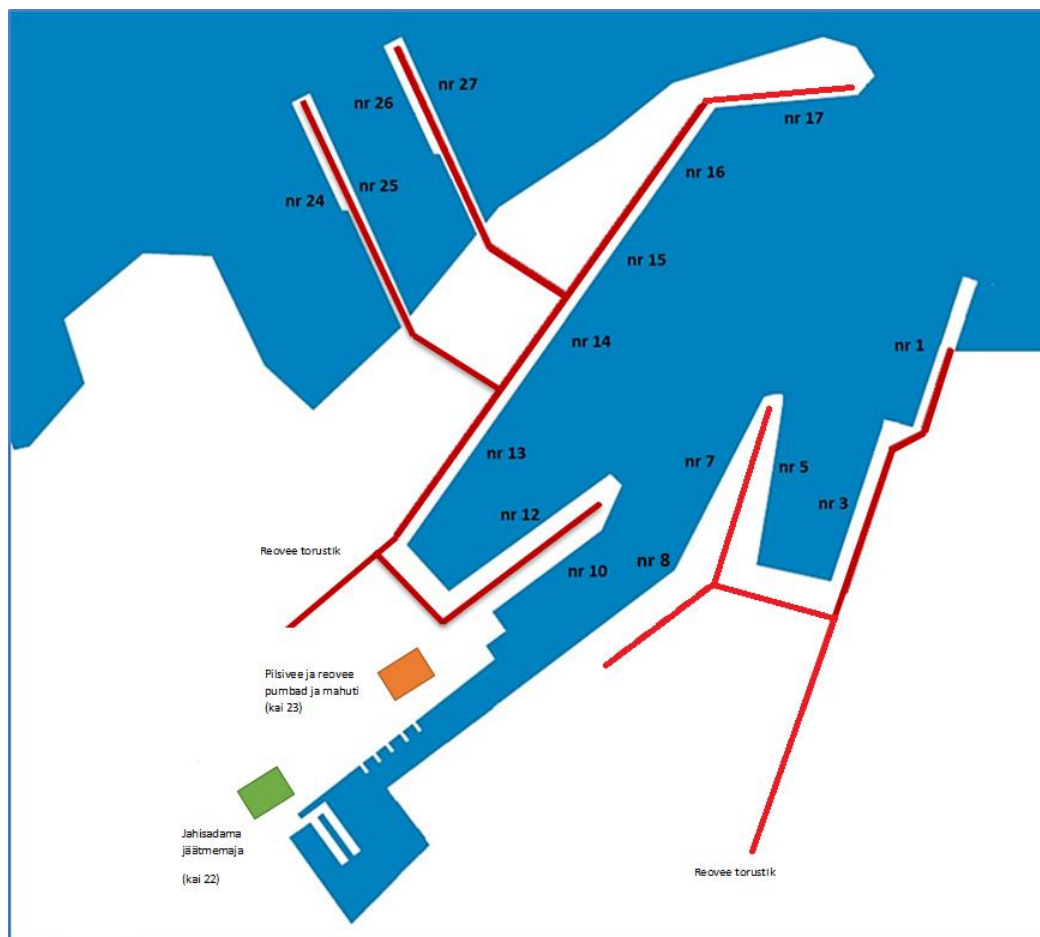 nr 27
nr 26
nr 17
nr 16
nr 25
nr 24
nr 15
nr 14
nr 1
nr 13
nr 7
nr 5
nr 3
nr 12
Reovee torustik
nr 8
nr 10
Pilsivee ja reovee
pumbad ja mahuti
(kai 23)
Jahisadama
jäätmemaja
(kai 22)
Reovee torustik